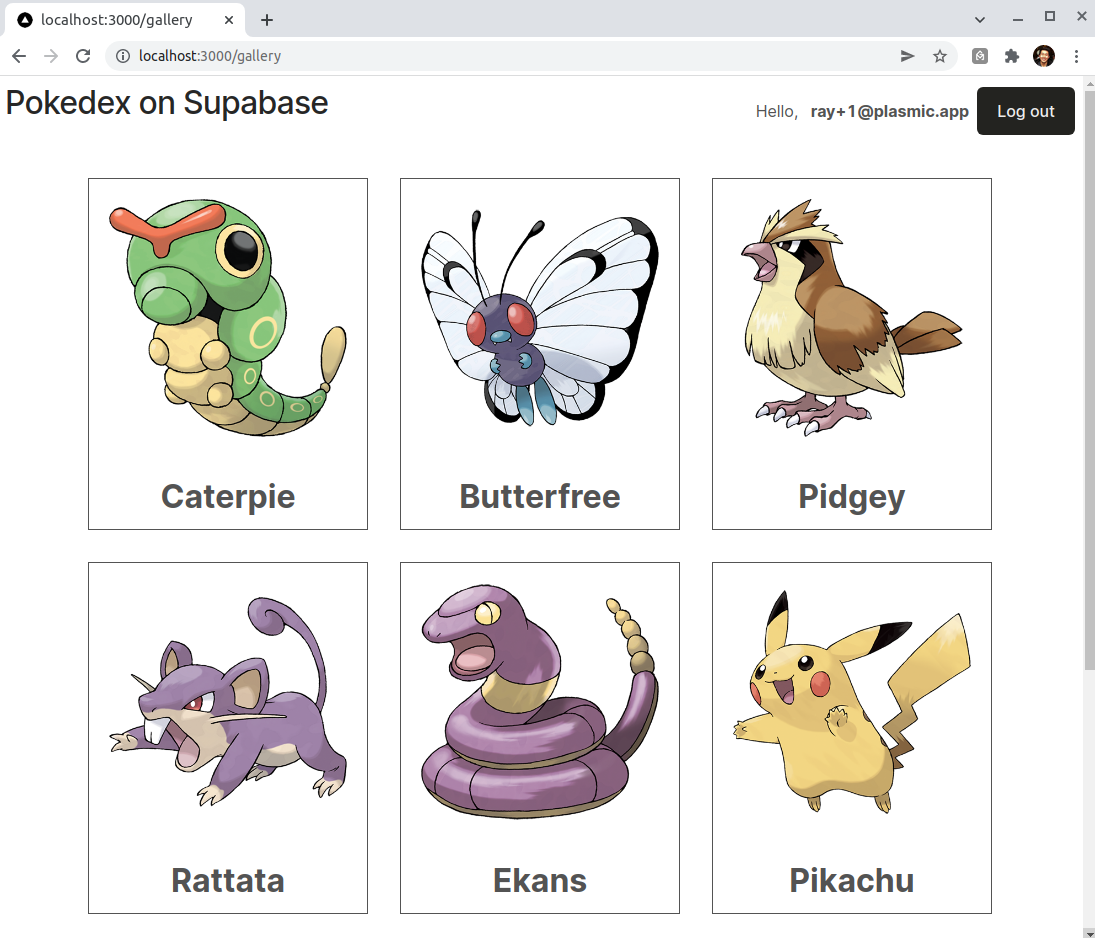 localhost:3000/gallery
localhost:3000/gallery
Pokedex on Supabase
Hello, ray+1@plasmic.app Log out
Caterpie Butterfree Pidgey
Rattata Ekans Pikachu